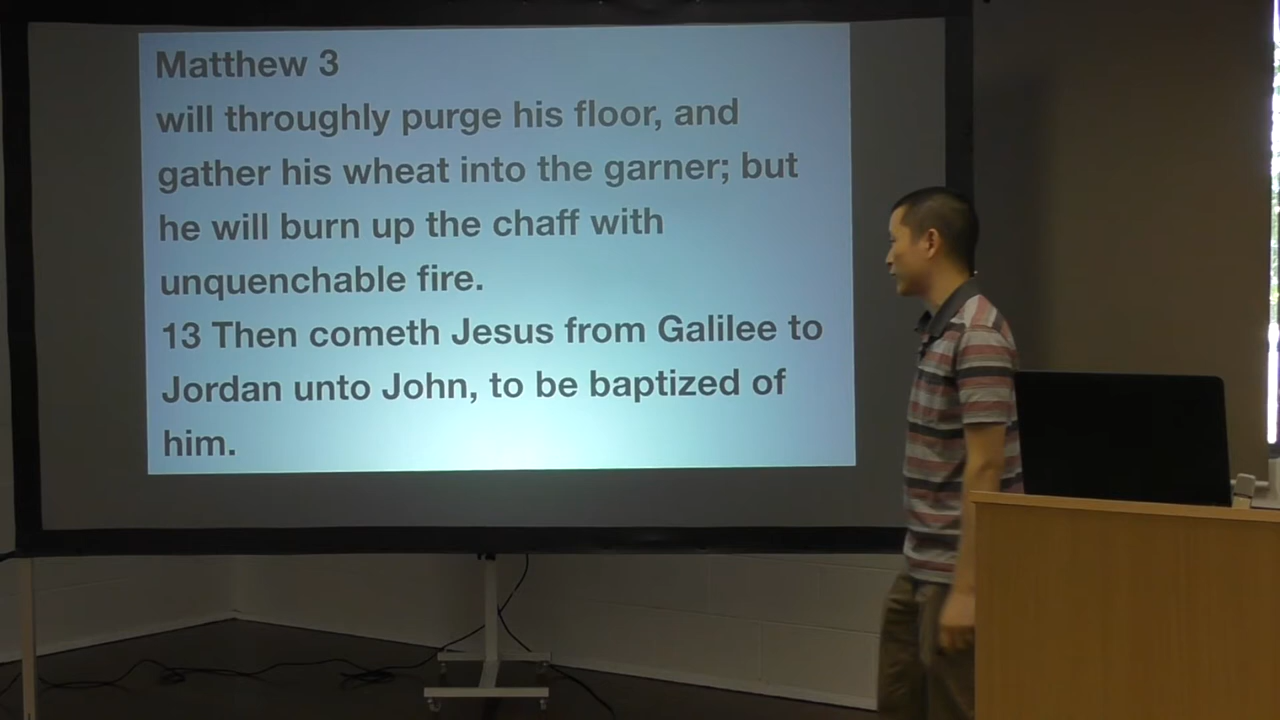 Matthew 3
will throughly purge his floor, and
gather his wheat into the garner; but
he will burn up the chaff with
unquenchable fire.
13 Then cometh Jesus from Galilee to
Jordan unto John, to be baptized of
him.